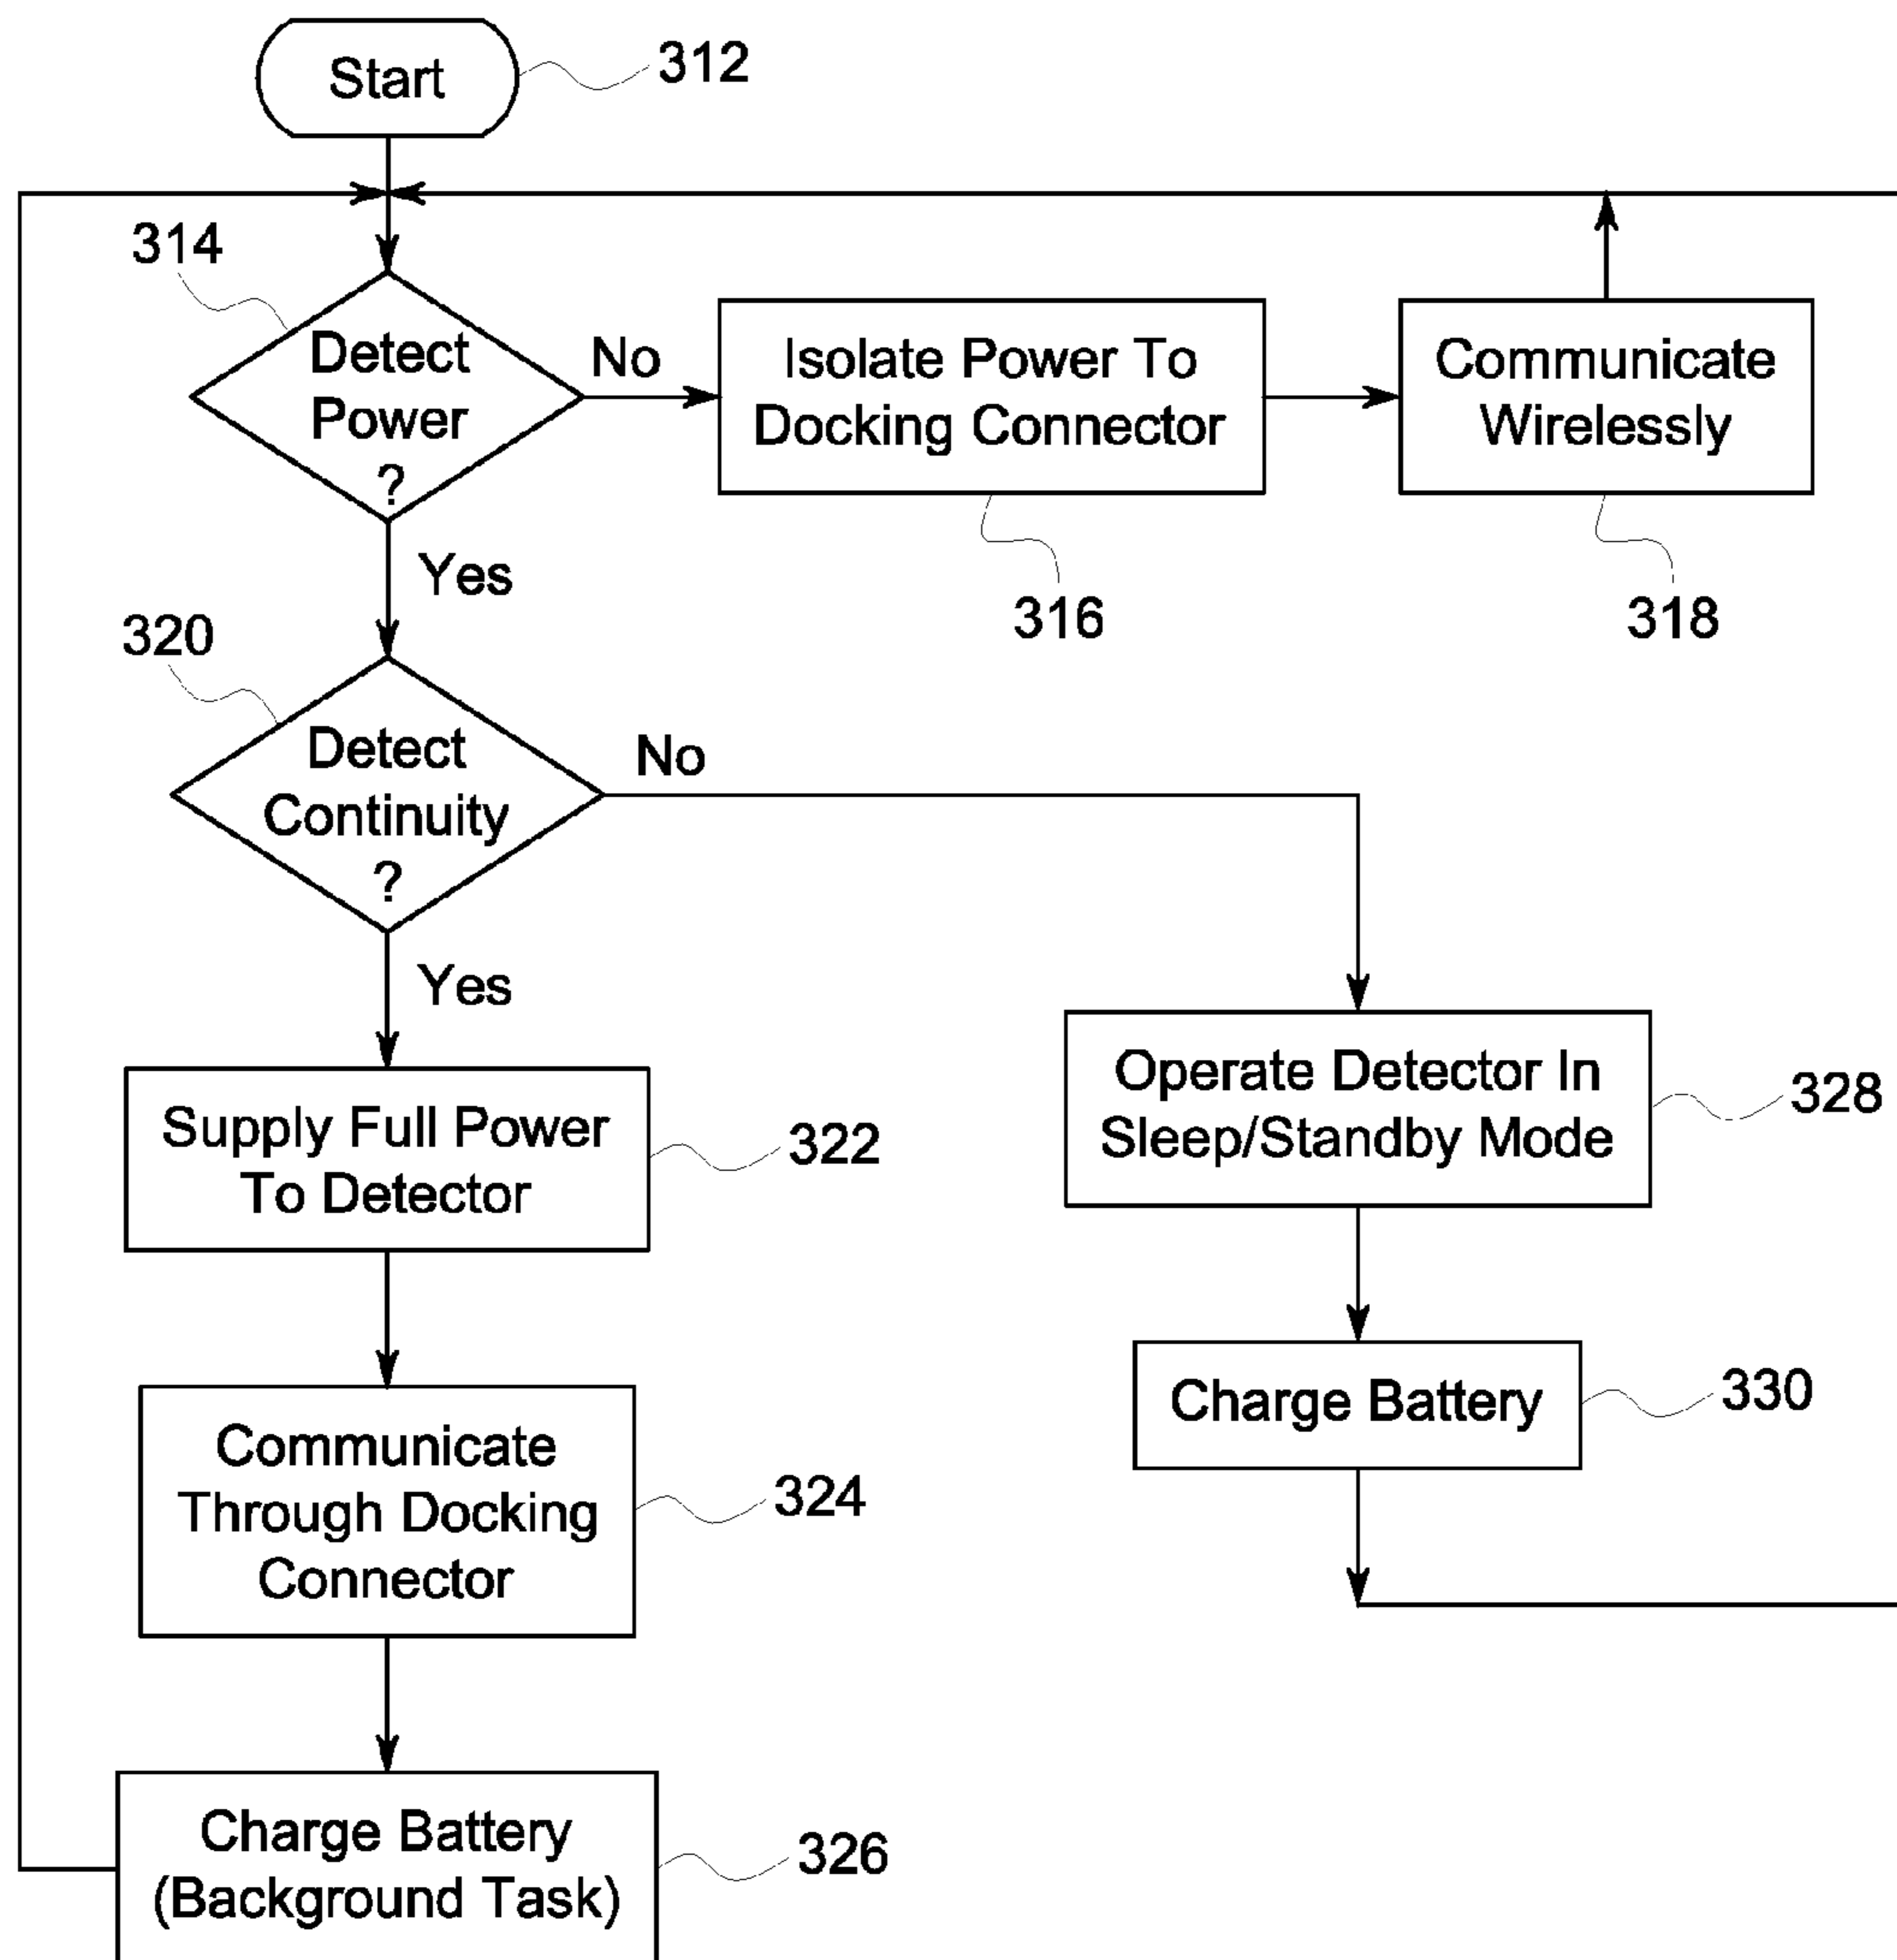 Start
312
314
Detect
Power
?
No
Isolate Power To
Docking Connector
316
Communicate
Wirelessly
318
Yes
320
Detect
Continuity
?
No
Yes
Supply Full Power
To Detector
322
Operate Detector In
Sleep/Standby Mode
328
Communicate
Through Docking
Connector
324
Charge Battery
330
Charge Battery
(Background Task)
326